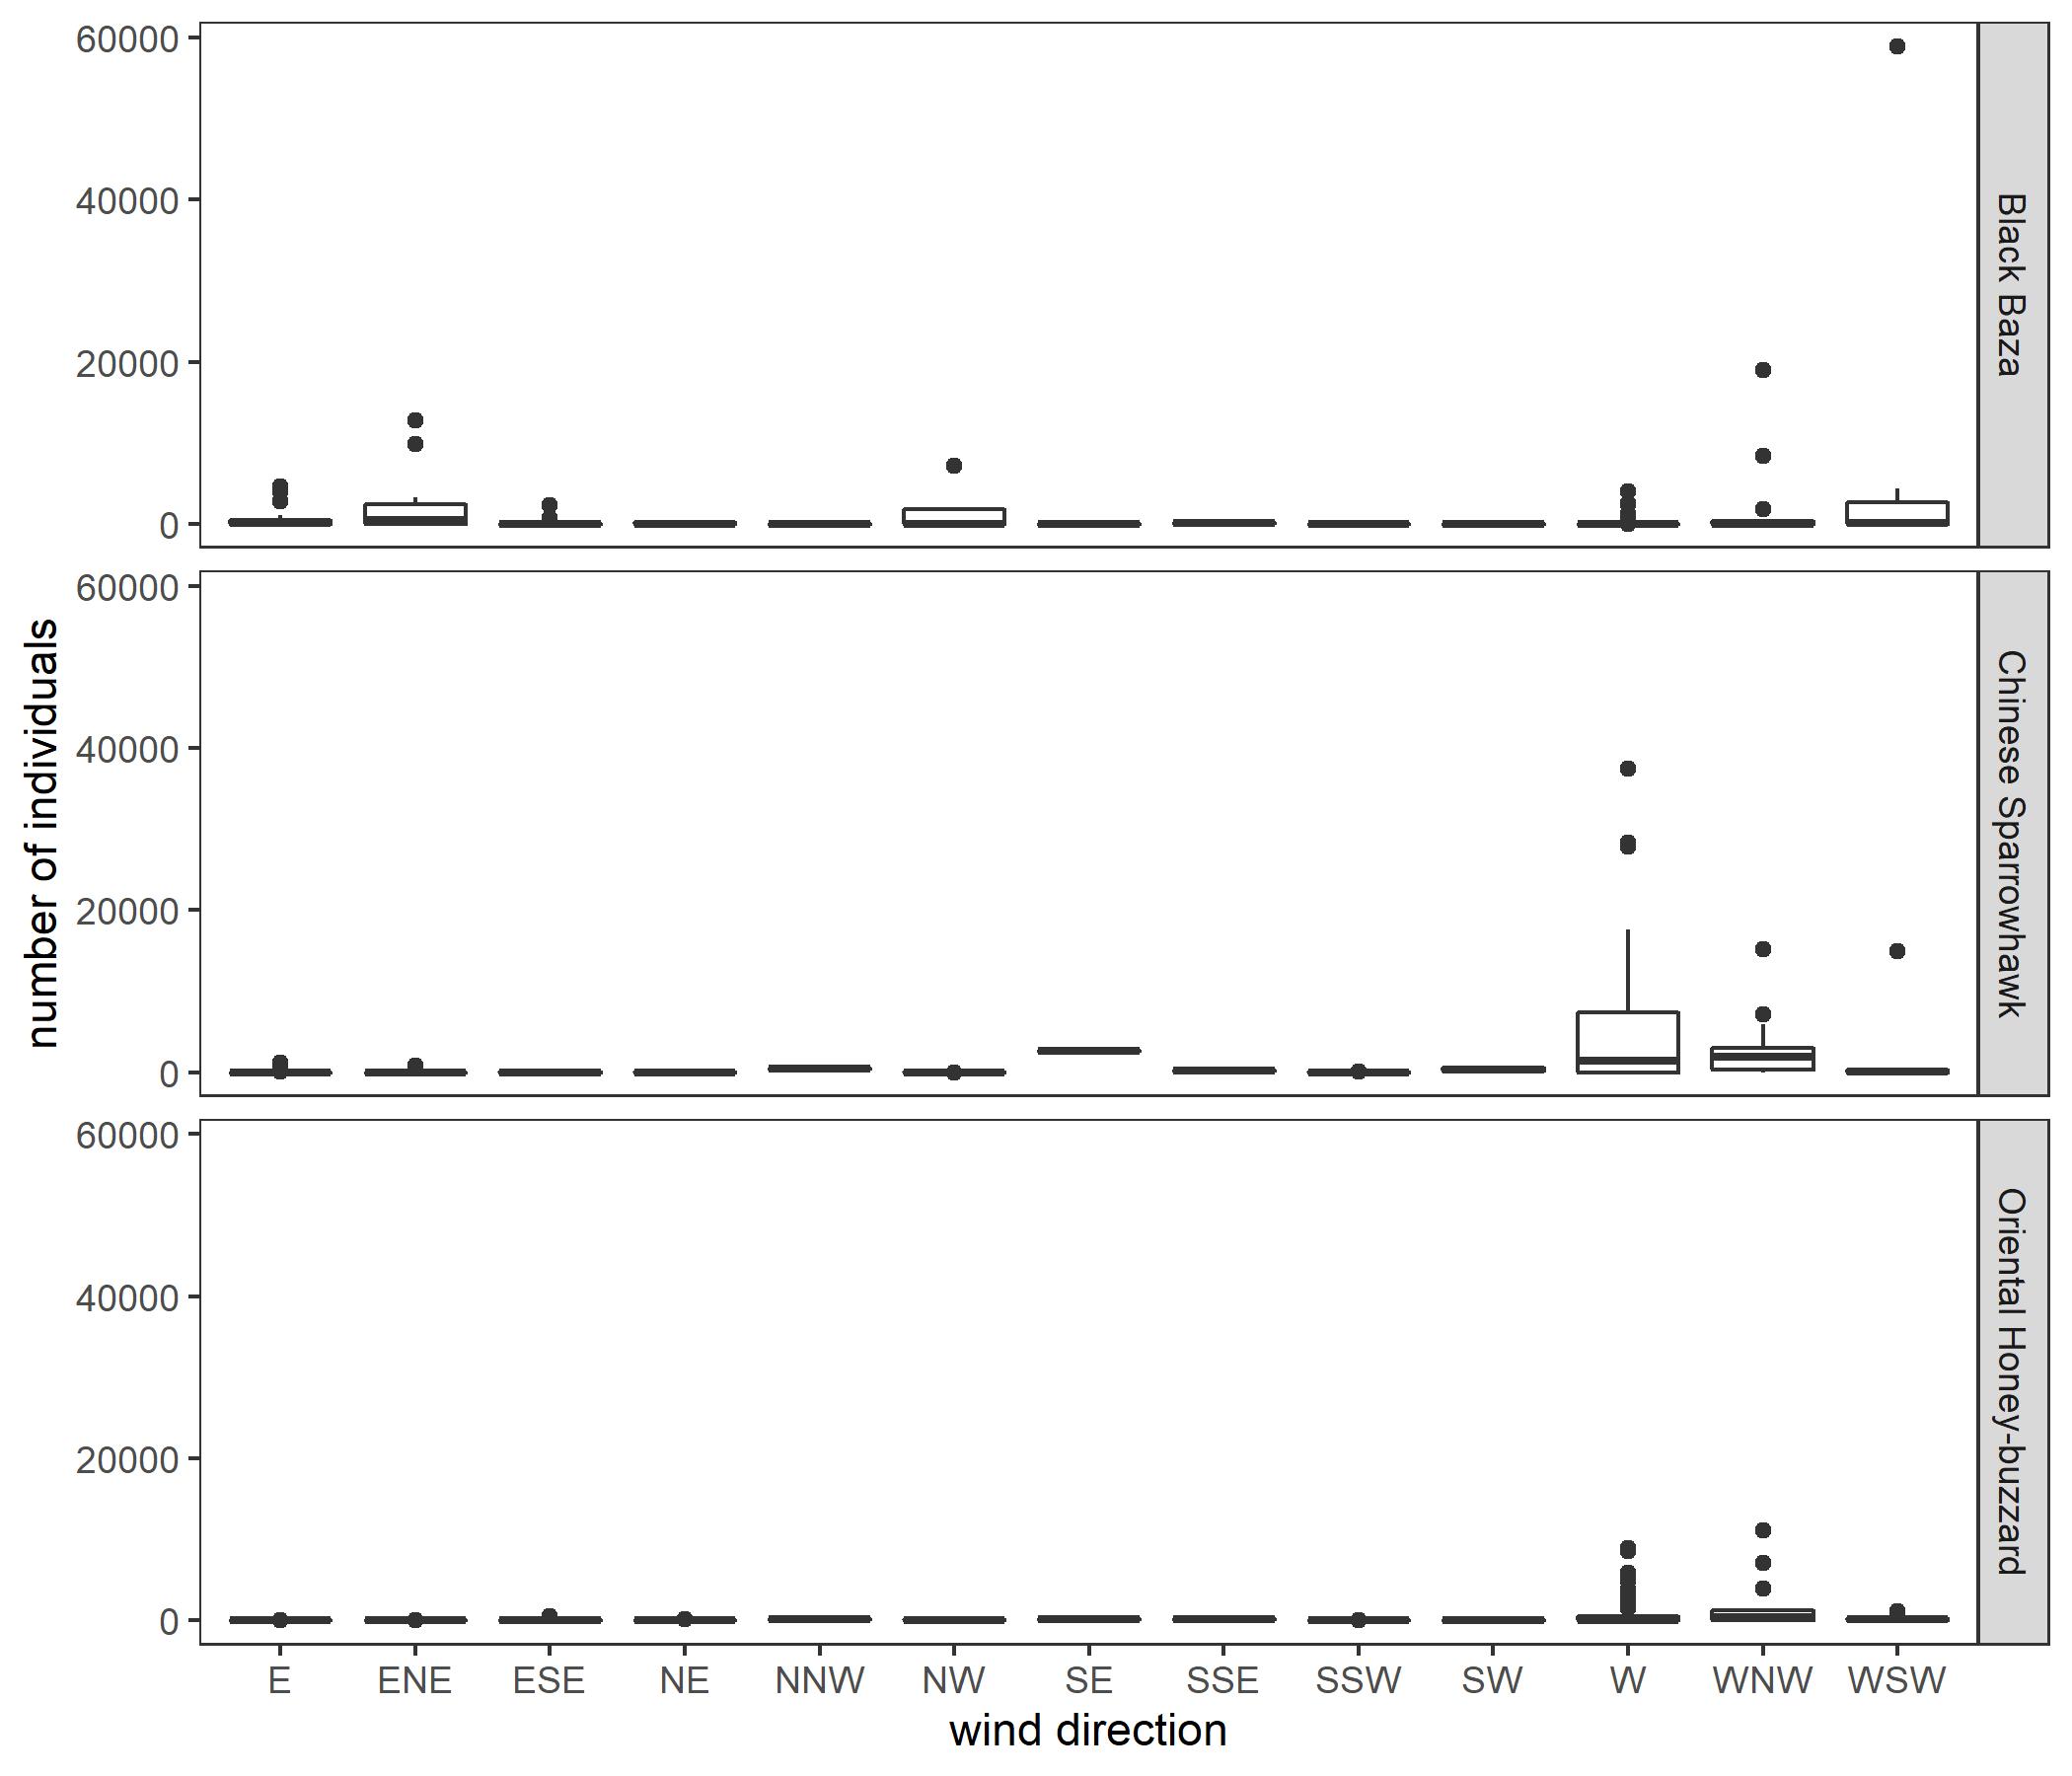 60000
40000
20000
0
Black Baza
60000
40000
20000
0
Chinese Sparrowhawk
number of individuals
60000
40000
20000
0
Oriental Honey-buzzard
E ENE ESE NE NNW NW SE SSE SSW SW W WNW WSW
wind direction